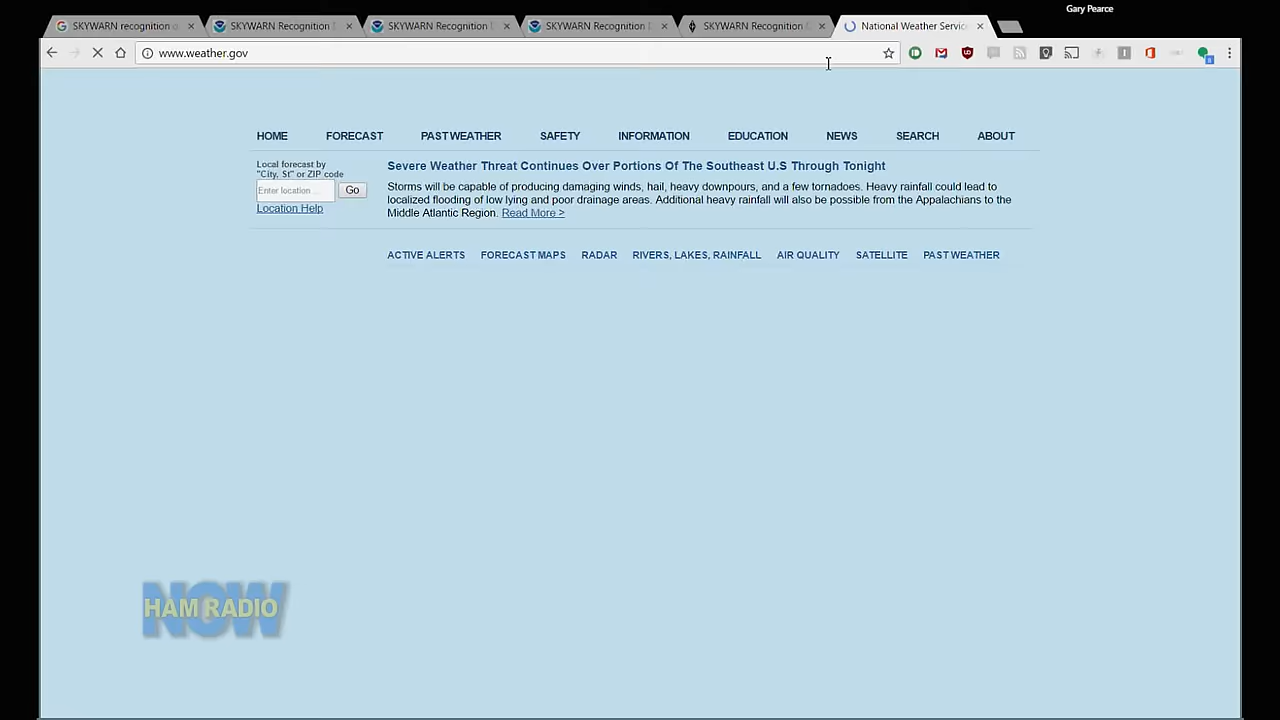 Gary Pearce
SKYWARN recognition o
SKYWARN Recognition
SKYWARN Recognition
SKYWARN Recognition
SKYWARN Recognition
National Weather Servic
www.weather.gov
HOME FORECAST PAST WEATHER SAFETY INFORMATION EDUCATION NEWS SEARCH ABOUT
Local forecast by
"City, St" or ZIP code
Enter location ...
Go
Location Help
Severe Weather Threat Continues Over Portions Of The Southeast U.S Through Tonight
Storms will be capable of producing damaging winds, hail, heavy downpours, and a few tornadoes. Heavy rainfall could lead to
localized flooding of low lying and poor drainage areas. Additional heavy rainfall will also be possible from the Appalachians to the
Middle Atlantic Region. Read More >
ACTIVE ALERTS FORECAST MAPS RADAR RIVERS, LAKES, RAINFALL AIR QUALITY SATELLITE PAST WEATHER
NOW
HAM RADIO